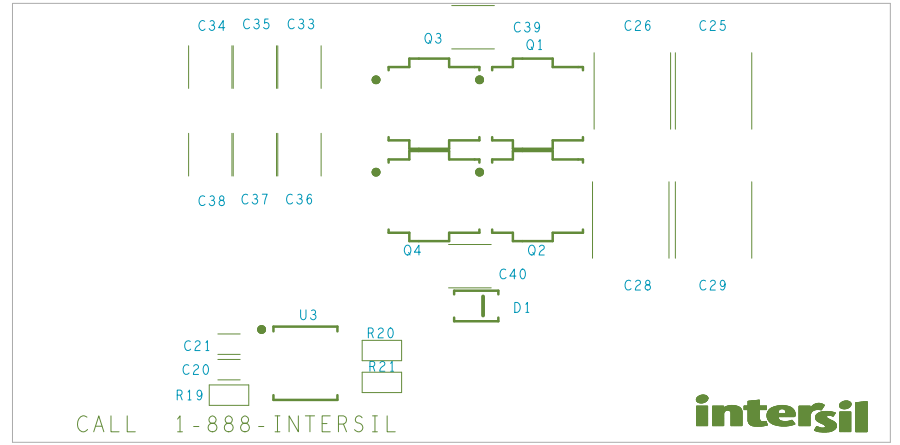 C34 C35 C33 C39 C26 C25
Q3 Q1
C38 C37 C36
Q4 Q2
C40
C28 C29
U3 D1
R20
C21
R21
C20
R19
CALL 1-888-INTERSIL
intersil